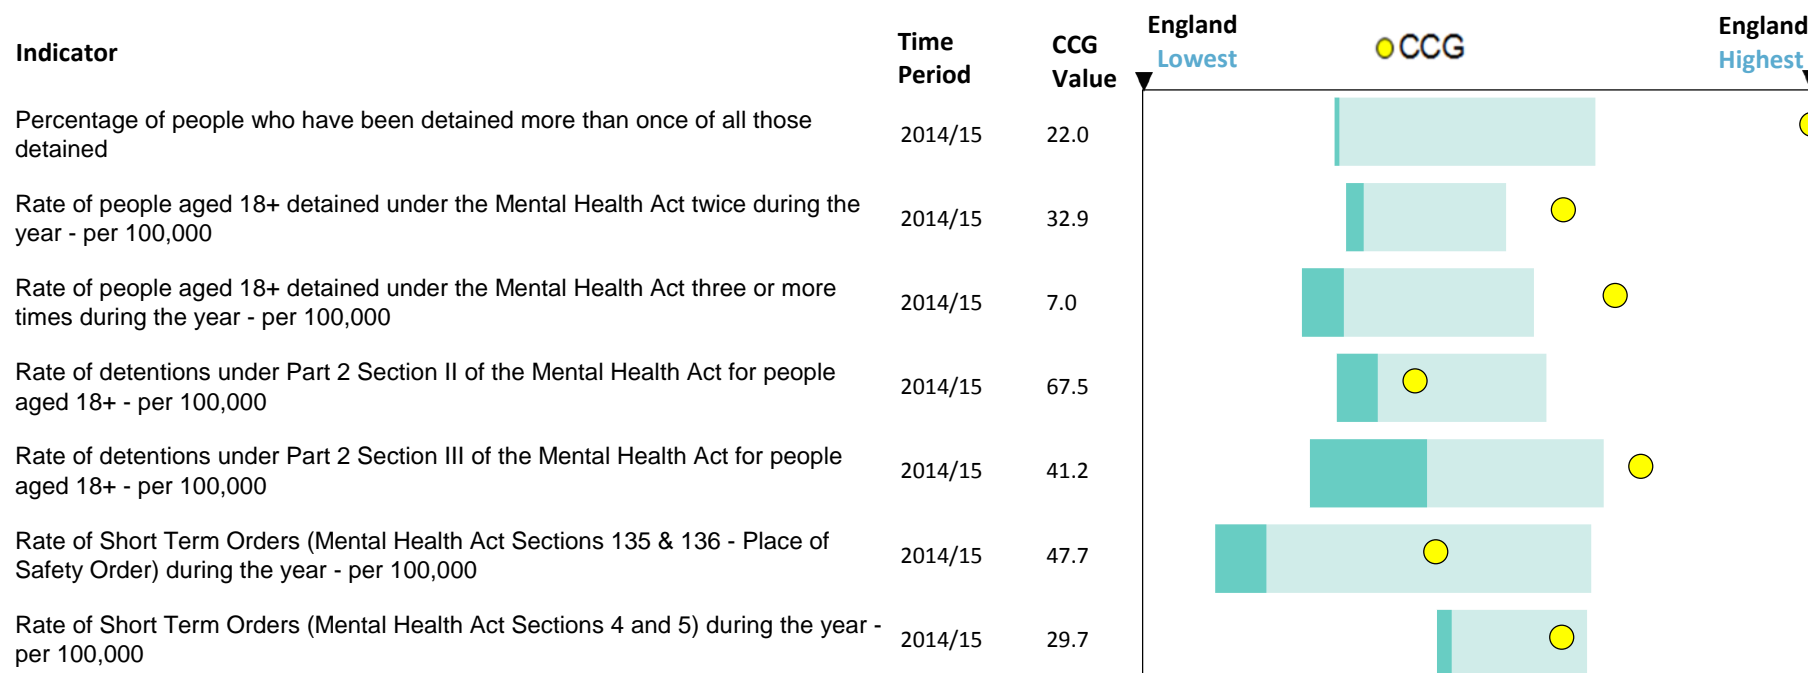 Indicator
Time
Period
CCG
Value
England
Lowest
CCG
England
Highest
Percentage of people who have been detained more than once of all those
detained
2014/15
22.0
Rate of people aged 18+ detained under the Mental Health Act twice during the
year - per 100,000
2014/15
32.9
Rate of people aged 18+ detained under the Mental Health Act three or more
times during the year - per 100,000
2014/15
7.0
Rate of detentions under Part 2 Section II of the Mental Health Act for people
aged 18+ - per 100,000
2014/15
67.5
Rate of detentions under Part 2 Section III of the Mental Health Act for people
aged 18+ - per 100,000
2014/15
41.2
Rate of Short Term Orders (Mental Health Act Sections 135 & 136 - Place of
Safety Order) during the year - per 100,000
2014/15
47.7
Rate of Short Term Orders (Mental Health Act Sections 4 and 5) during the year -
per 100,000
2014/15
29.7